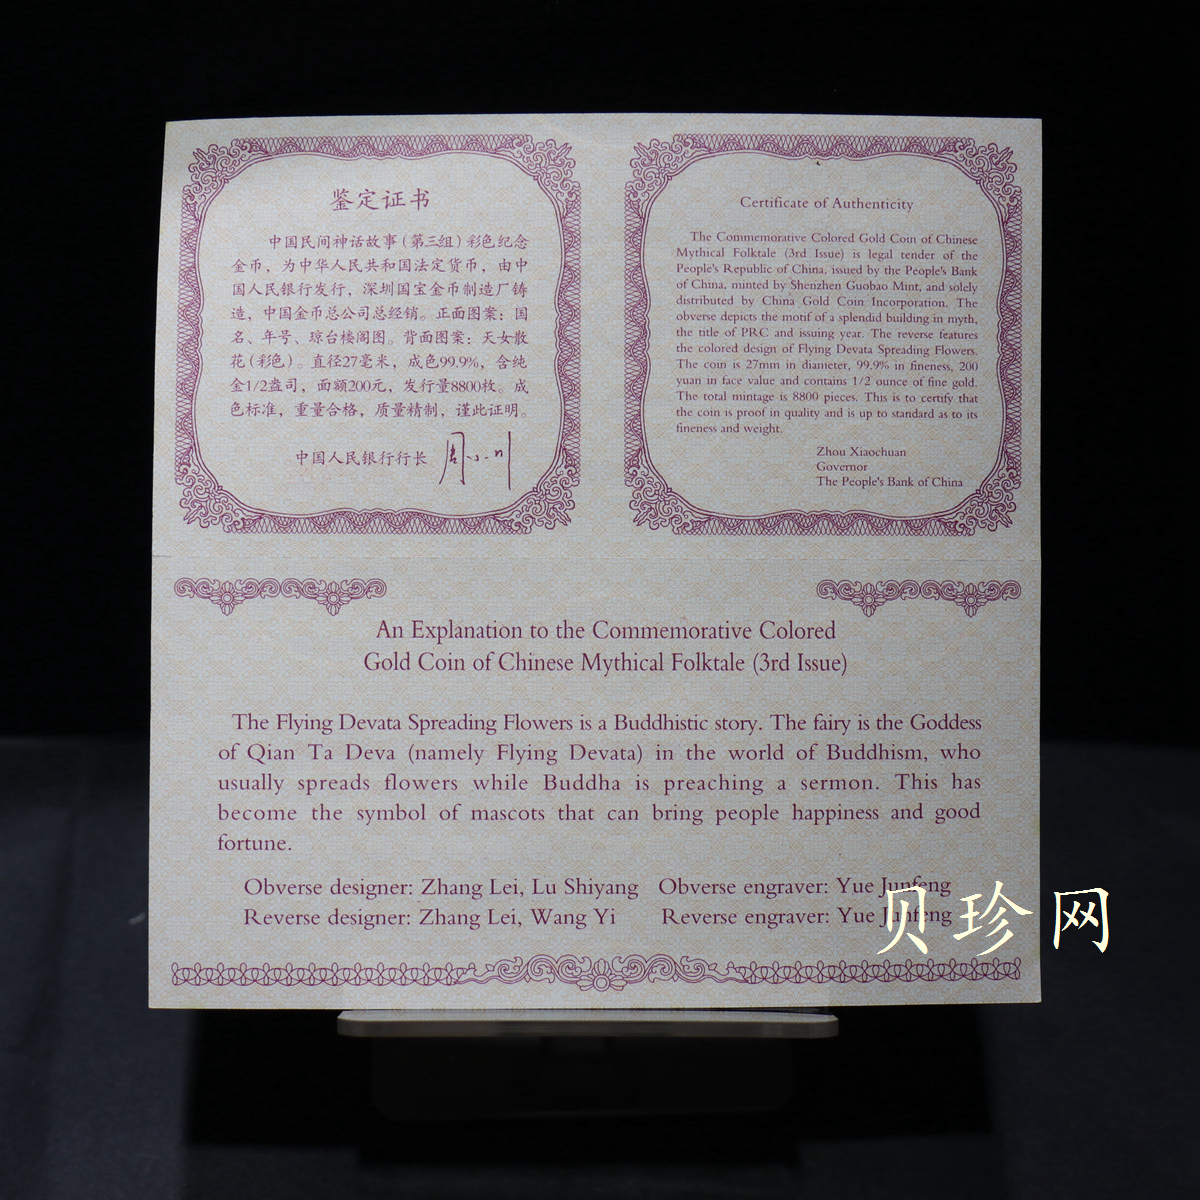 鉴定证书
中国民间神话故事(第三组)彩色纪念
金币，为中华人民共和国法定货币，由中
国人民银行发行，深圳国宝金币制造厂铸
造，中国金币总公司总经销。正面图案：国
名、年号、琼台楼阁图。背面图案：天女散
花(彩色)。直径27毫米，成色99.9%，含纯
金1/2盎司，面额200元，发行量8800枚。成
色标准，重量合格，质量精制，谨此证明。
中国人民银行行长 周小川
Certificate of Authenticity
The Commemorative Colored Gold Coin of Chinese
Mythical Folktale (3rd Issue) is legal tender of the
People's Republic of China, issued by the People's Bank
of China, minted by Shenzhen Guobao Mint, and solely
distributed by China Gold Coin Incorporation. The
obverse depicts the motif of a splendid building in myth,
the title of PRC and issuing year. The reverse features
the colored design of Flying Devata Spreading Flowers.
The coin is 27mm in diameter, 99.9% in fineness, 200
yuan in face value and contains 1/2 ounce of fine gold.
The total mintage is 8800 pieces. This is to certify that
the coin is proof in quality and is up to standard as to its
fineness and weight.
Zhou Xiaochuan
Governor
The People's Bank of China
An Explanation to the Commemorative Colored
Gold Coin of Chinese Mythical Folktale (3rd Issue)
The Flying Devata Spreading Flowers is a Buddhistic story. The fairy is the Goddess
of Qian Ta Deva (namely Flying Devata) in the world of Buddhism, who
usually spreads flowers while Buddha is preaching a sermon. This has
become the symbol of mascots that can bring people happiness and good
fortune.
Obverse designer: Zhang Lei, Lu Shiyang Obverse engraver: Yue Junfeng
Reverse designer: Zhang Lei, Wang Yi Reverse engraver: Yue Junfeng
贝珍网